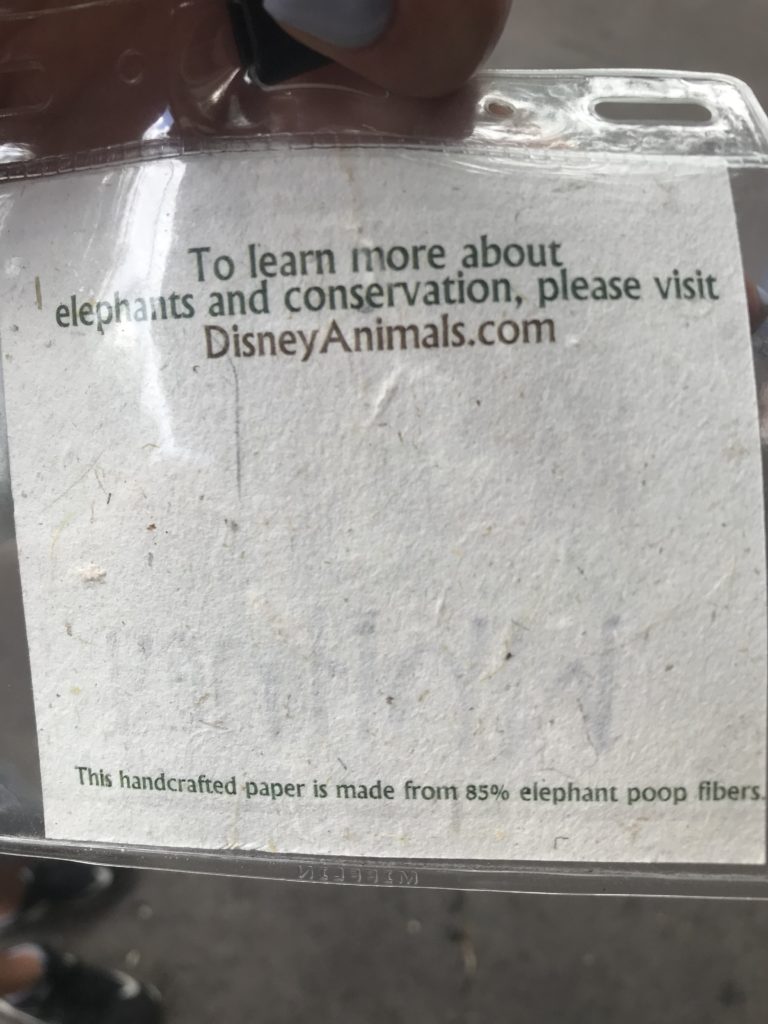 To learn more about
elephants and conservation, please visit
DisneyAnimals.com
This handcrafted paper is made from 85% elephant poop fibers.